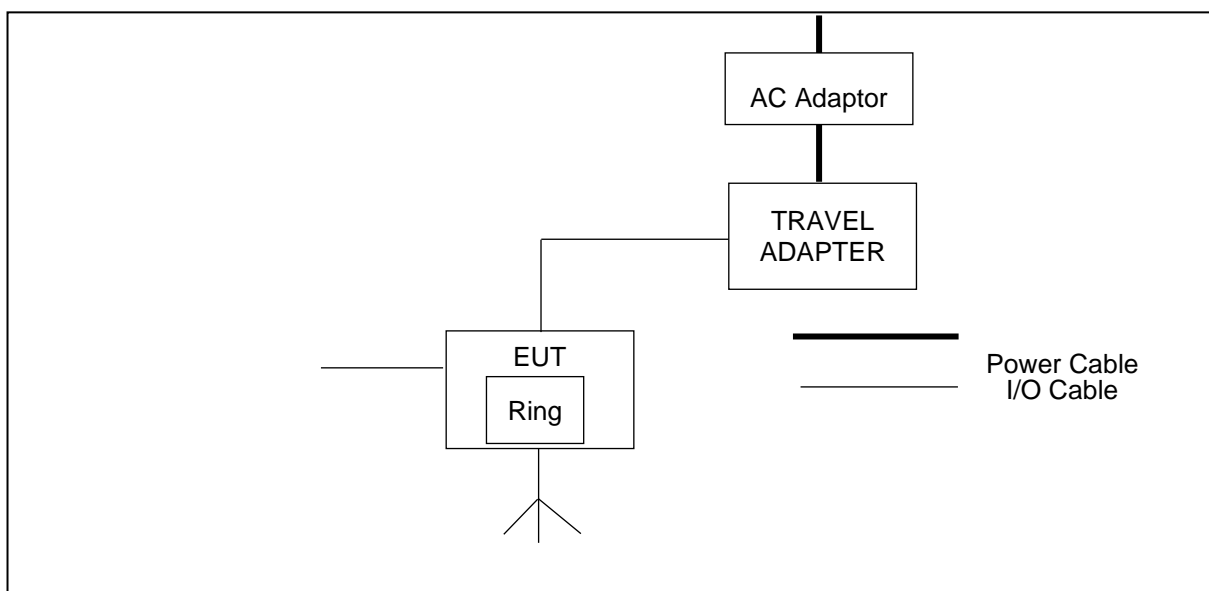 AC Adaptor
TRAVEL
ADAPTER
EUT
Ring
Power Cable
I/O Cable